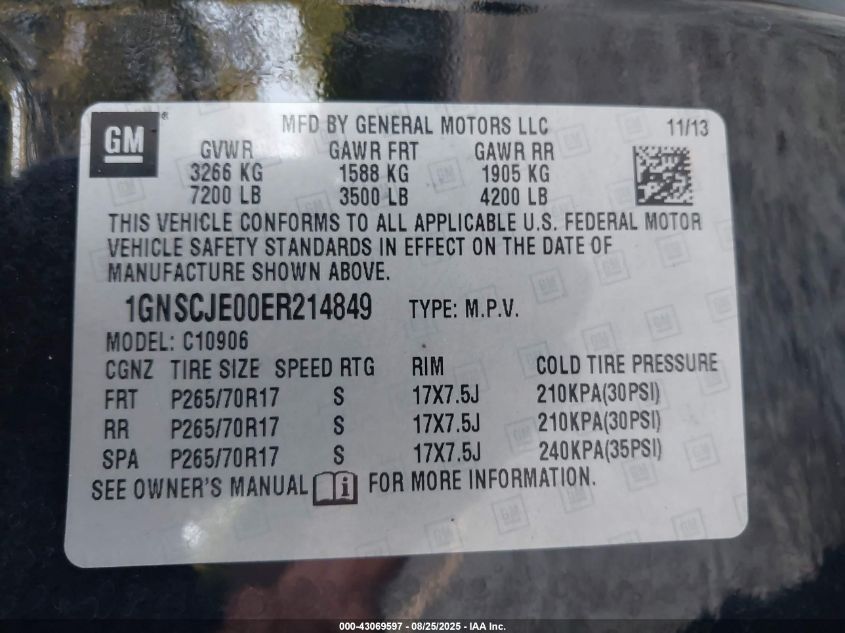 GM ® MFD BY GENERAL MOTORS LLC 11/13
GVWR GAWR FRT GAWR RR
3266 KG 1588 KG 1905 KG
7200 LB 3500 LB 4200 LB
THIS VEHICLE CONFORMS TO ALL APPLICABLE U.S. FEDERAL MOTOR
VEHICLE SAFETY STANDARDS IN EFFECT ON THE DATE OF
MANUFACTURE SHOWN ABOVE.
1GNSCJE00ER214849 TYPE: M.P.V.
MODEL: C10906
CGNZ TIRE SIZE SPEED RTG RIM COLD TIRE PRESSURE
FRT P265/70R17 S 17X7.5J 210KPA(30PSI)
RR P265/70R17 S 17X7.5J 210KPA(30PSI)
SPA P265/70R17 S 17X7.5J 240KPA(35PSI)
SEE OWNER'S MANUAL i FOR MORE INFORMATION.
000-43069597 - 08/25/2025 - IAA Inc.